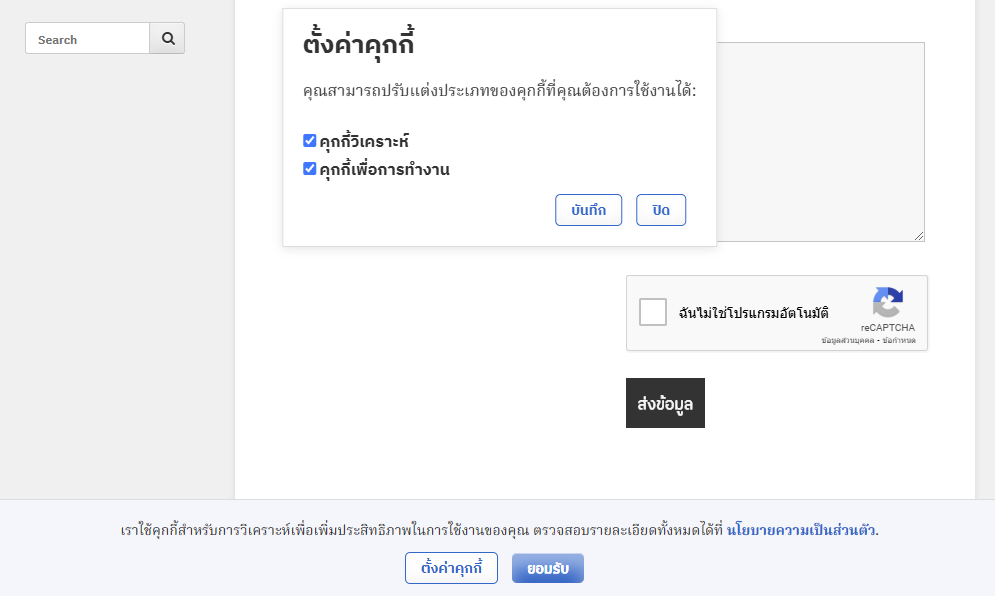 Search
ตั้งค่าคุกกี้
คุณสามารถปรับแต่งประเภทของคุกกี้ที่คุณต้องการใช้งานได้:
คุกกี้วิเคราะห์
คุกกี้เพื่อการทำงาน
บันทึก ปิด
ฉันไม่ใช่โปรแกรมอัตโนมัติ
reCAPTCHA
ข้อมูลส่วนบุคคล - ข้อกำหนด
ส่งข้อมูล
เราใช้คุกกี้สำหรับการวิเคราะห์เพื่อเพิ่มประสิทธิภาพในการใช้งานของคุณ ตรวจสอบรายละเอียดทั้งหมดได้ที่ นโยบายความเป็นส่วนตัว.
ตั้งค่าคุกกี้ ยอมรับ